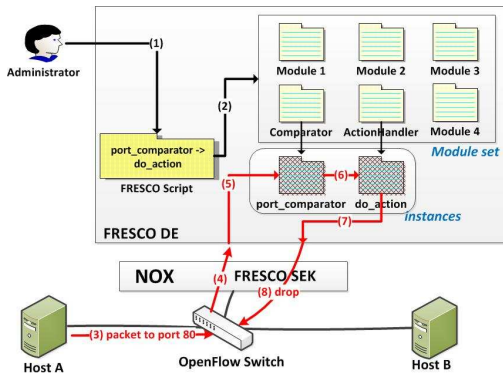 (1)
Administrator
(2)
Module 1
Module 2
Module 3
Comparator
ActionHandler
Module 4
Module set
port_comparator ->
do_action
FRESCO Script
(5)
(6)
port_comparator
do_action
instances
(7)
FRESCO DE
NOX
(4)
FRESCO SEK
(8) drop
(3) packet to port 80
Host A
OpenFlow Switch
Host B